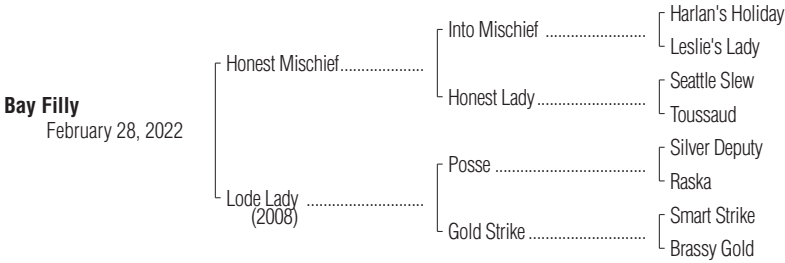 Harlan's Holiday
Into Mischief ..........................
Leslie's Lady
Honest Mischief.....................
Seattle Slew
Honest Lady............................
Toussaud
Bay Filly
February 28, 2022
Silver Deputy
Posse ......................................
Raska
Lode Lady .............................
(2008)
Smart Strike
Gold Strike..............................
Brassy Gold